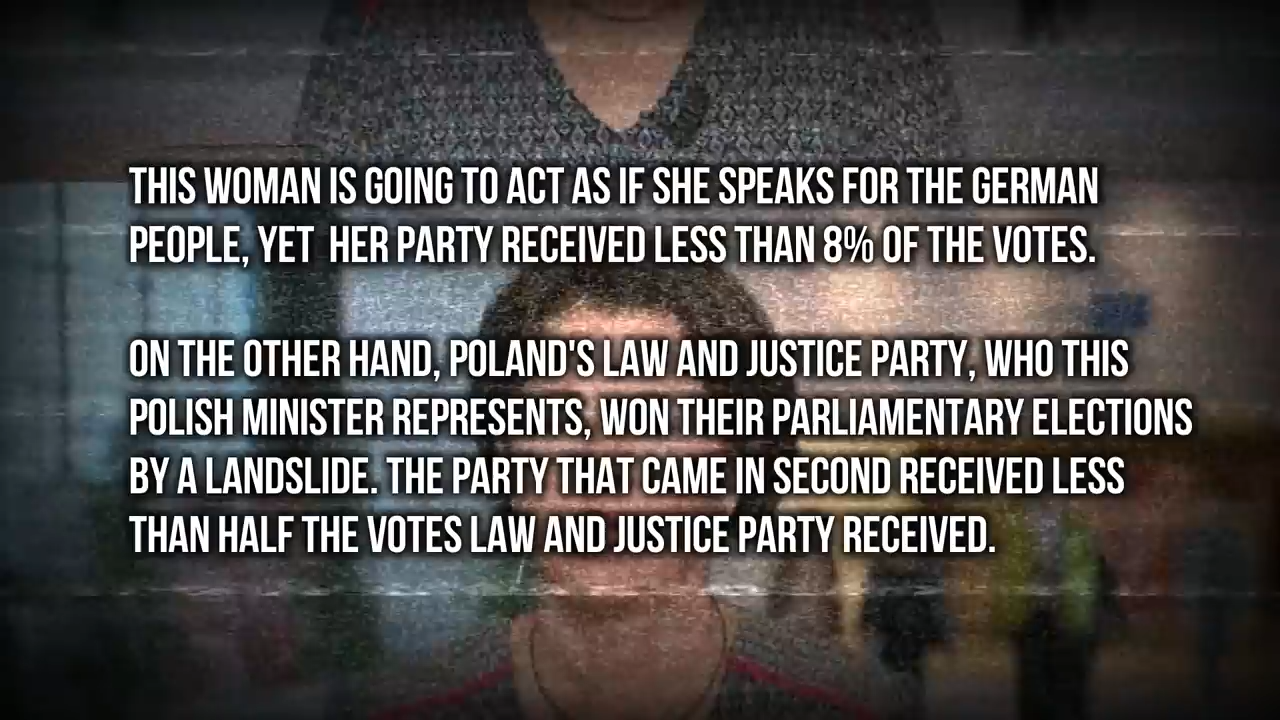 THIS WOMAN IS GOING TO ACT AS IF SHE SPEAKS FOR THE GERMAN
PEOPLE, YET HER PARTY RECEIVED LESS THAN 8% OF THE VOTES.
ON THE OTHER HAND, POLAND'S LAW AND JUSTICE PARTY, WHO THIS
POLISH MINISTER REPRESENTS, WON THEIR PARLIAMENTARY ELECTIONS
BY A LANDSLIDE. THE PARTY THAT CAME IN SECOND RECEIVED LESS
THAN HALF THE VOTES LAW AND JUSTICE PARTY RECEIVED.